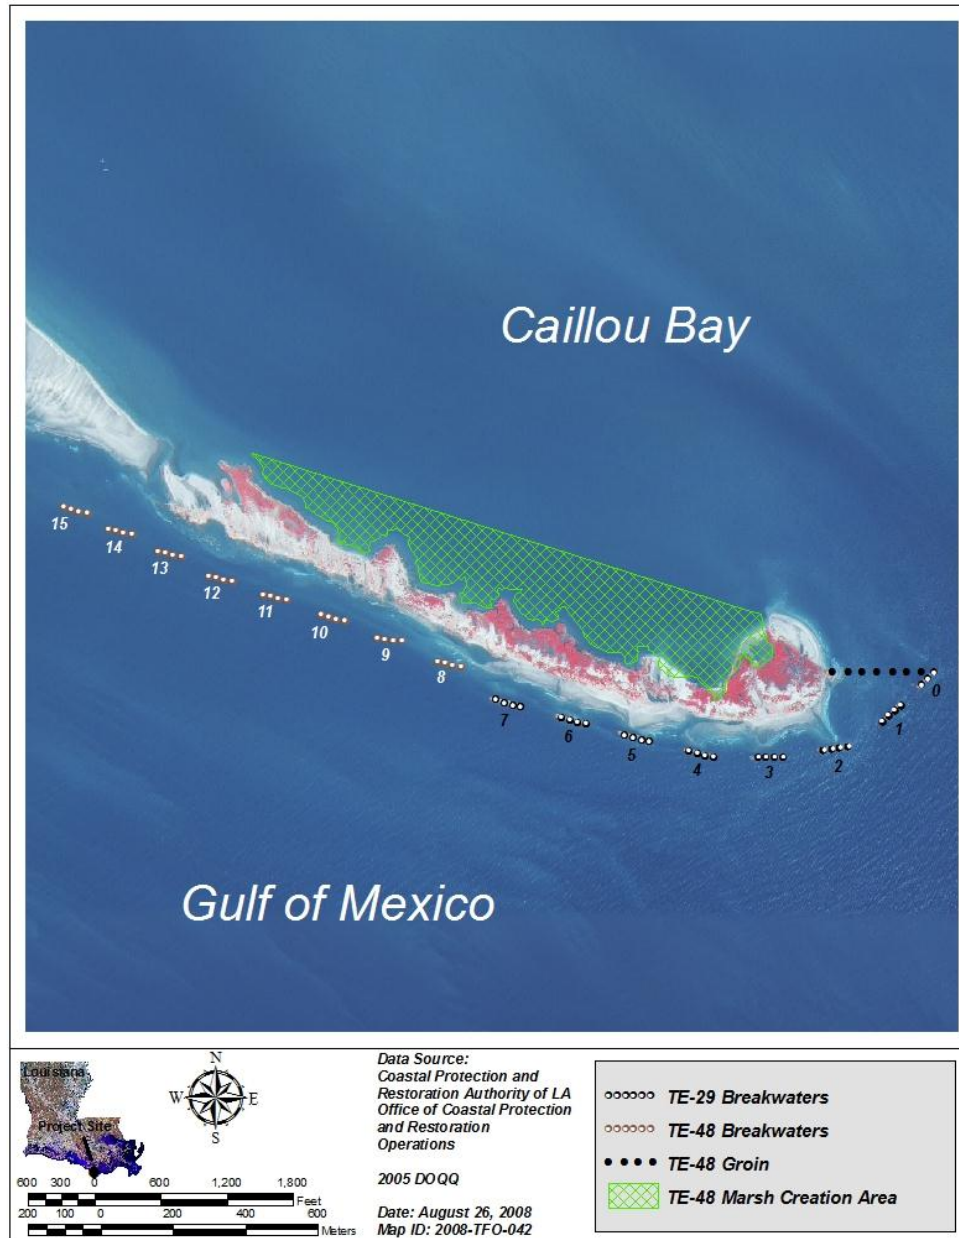 Caillou Bay
15
14
13
12
11
10
9
8
7
6
5
4
3
2
1
0
Gulf of Mexico
Louisiana
Project Site
N
W
E
S
600 300 0 600 1,200 1,800
Feet
200 100 0 200 400 600
Meters
Data Source:
Coastal Protection and
Restoration Authority of LA
Office of Coastal Protection
and Restoration
Operations
2005 DOQQ
Date: August 26, 2008
Map ID: 2008-TFO-042
TE-29 Breakwaters
TE-48 Breakwaters
TE-48 Groin
TE-48 Marsh Creation Area